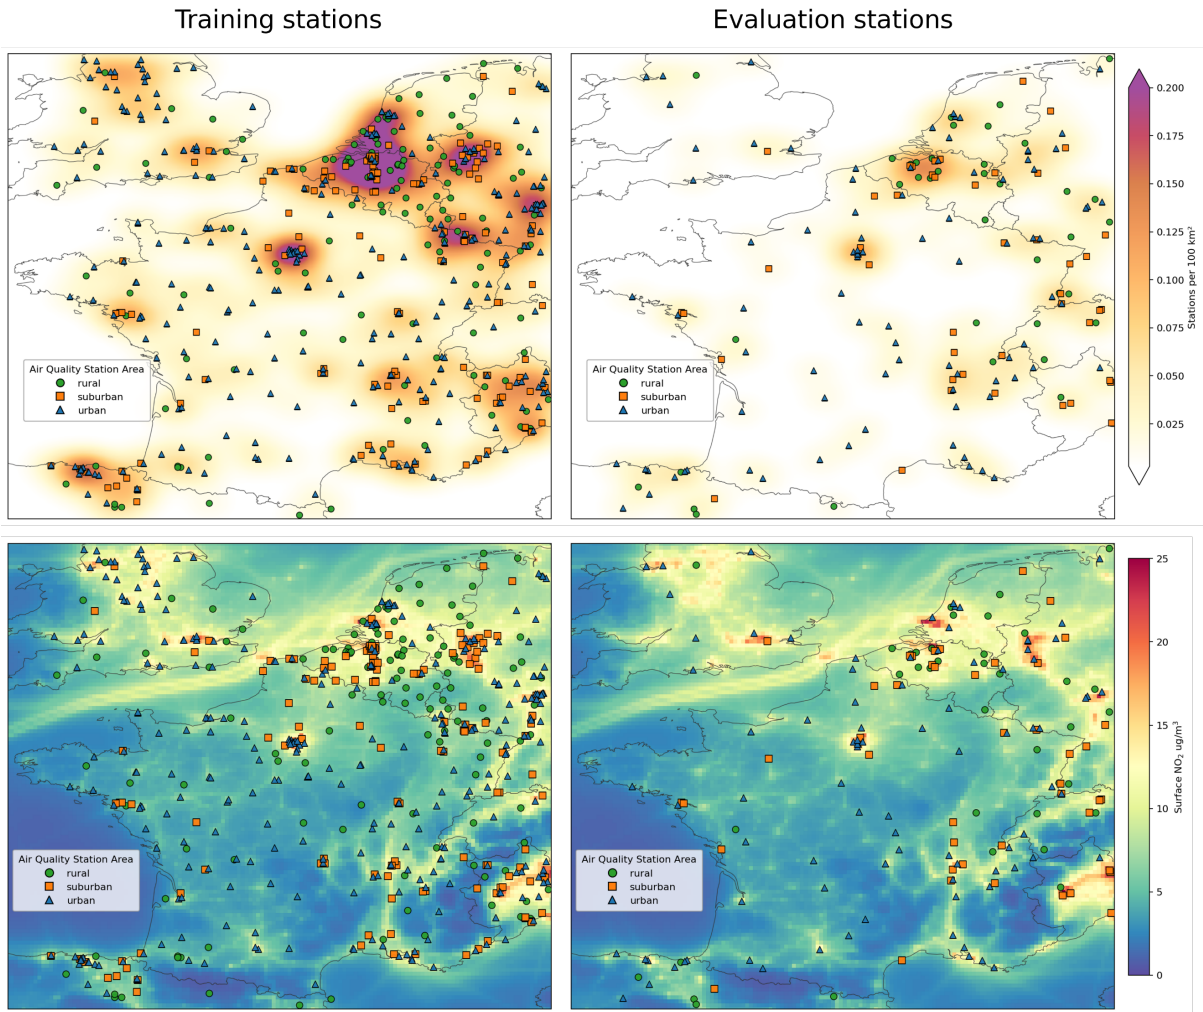 Training stations
Evaluation stations
Air Quality Station Area
rural
suburban
urban
Air Quality Station Area
rural
suburban
urban
0.200
0.175
0.150
0.125
0.100
0.075
0.050
0.025
Stations per 100 km²
Air Quality Station Area
rural
suburban
urban
Air Quality Station Area
rural
suburban
urban
25
20
15
10
5
0
Surface NO₂ ug/m³